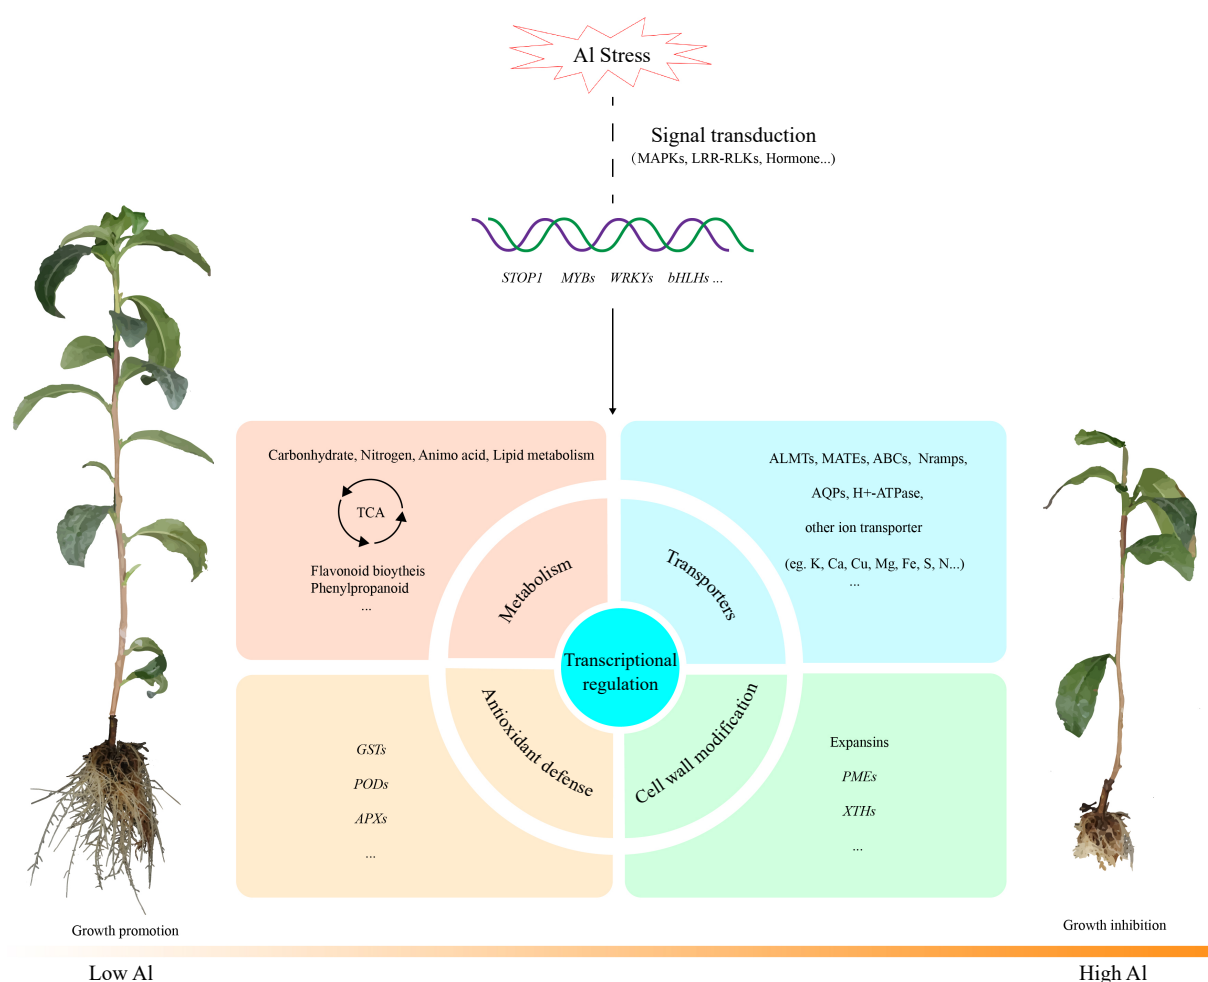 Al Stress
Signal transduction
(MAPKs, LRR-RLKs, Hormone...)
STOP1 MYBs WRKYs bHLHs ...
Carbonhydrate, Nitrogen, Animo acid, Lipid metabolism
TCA
Flavonoid bioytheis
Phenylpropanoid
...
ALMTs, MATEs, ABCs, Nramps,
AQPs, H+-ATPase,
other ion transporter
(eg. K, Ca, Cu, Mg, Fe, S, N...)
...
Metabolism
Transporters
Transcriptional
regulation
Antioxidant defense
Cell wall modification
GSTs
PODs
APXs
...
Expansins
PMEs
XTHs
...
Growth promotion
Growth inhibition
Low Al
High Al